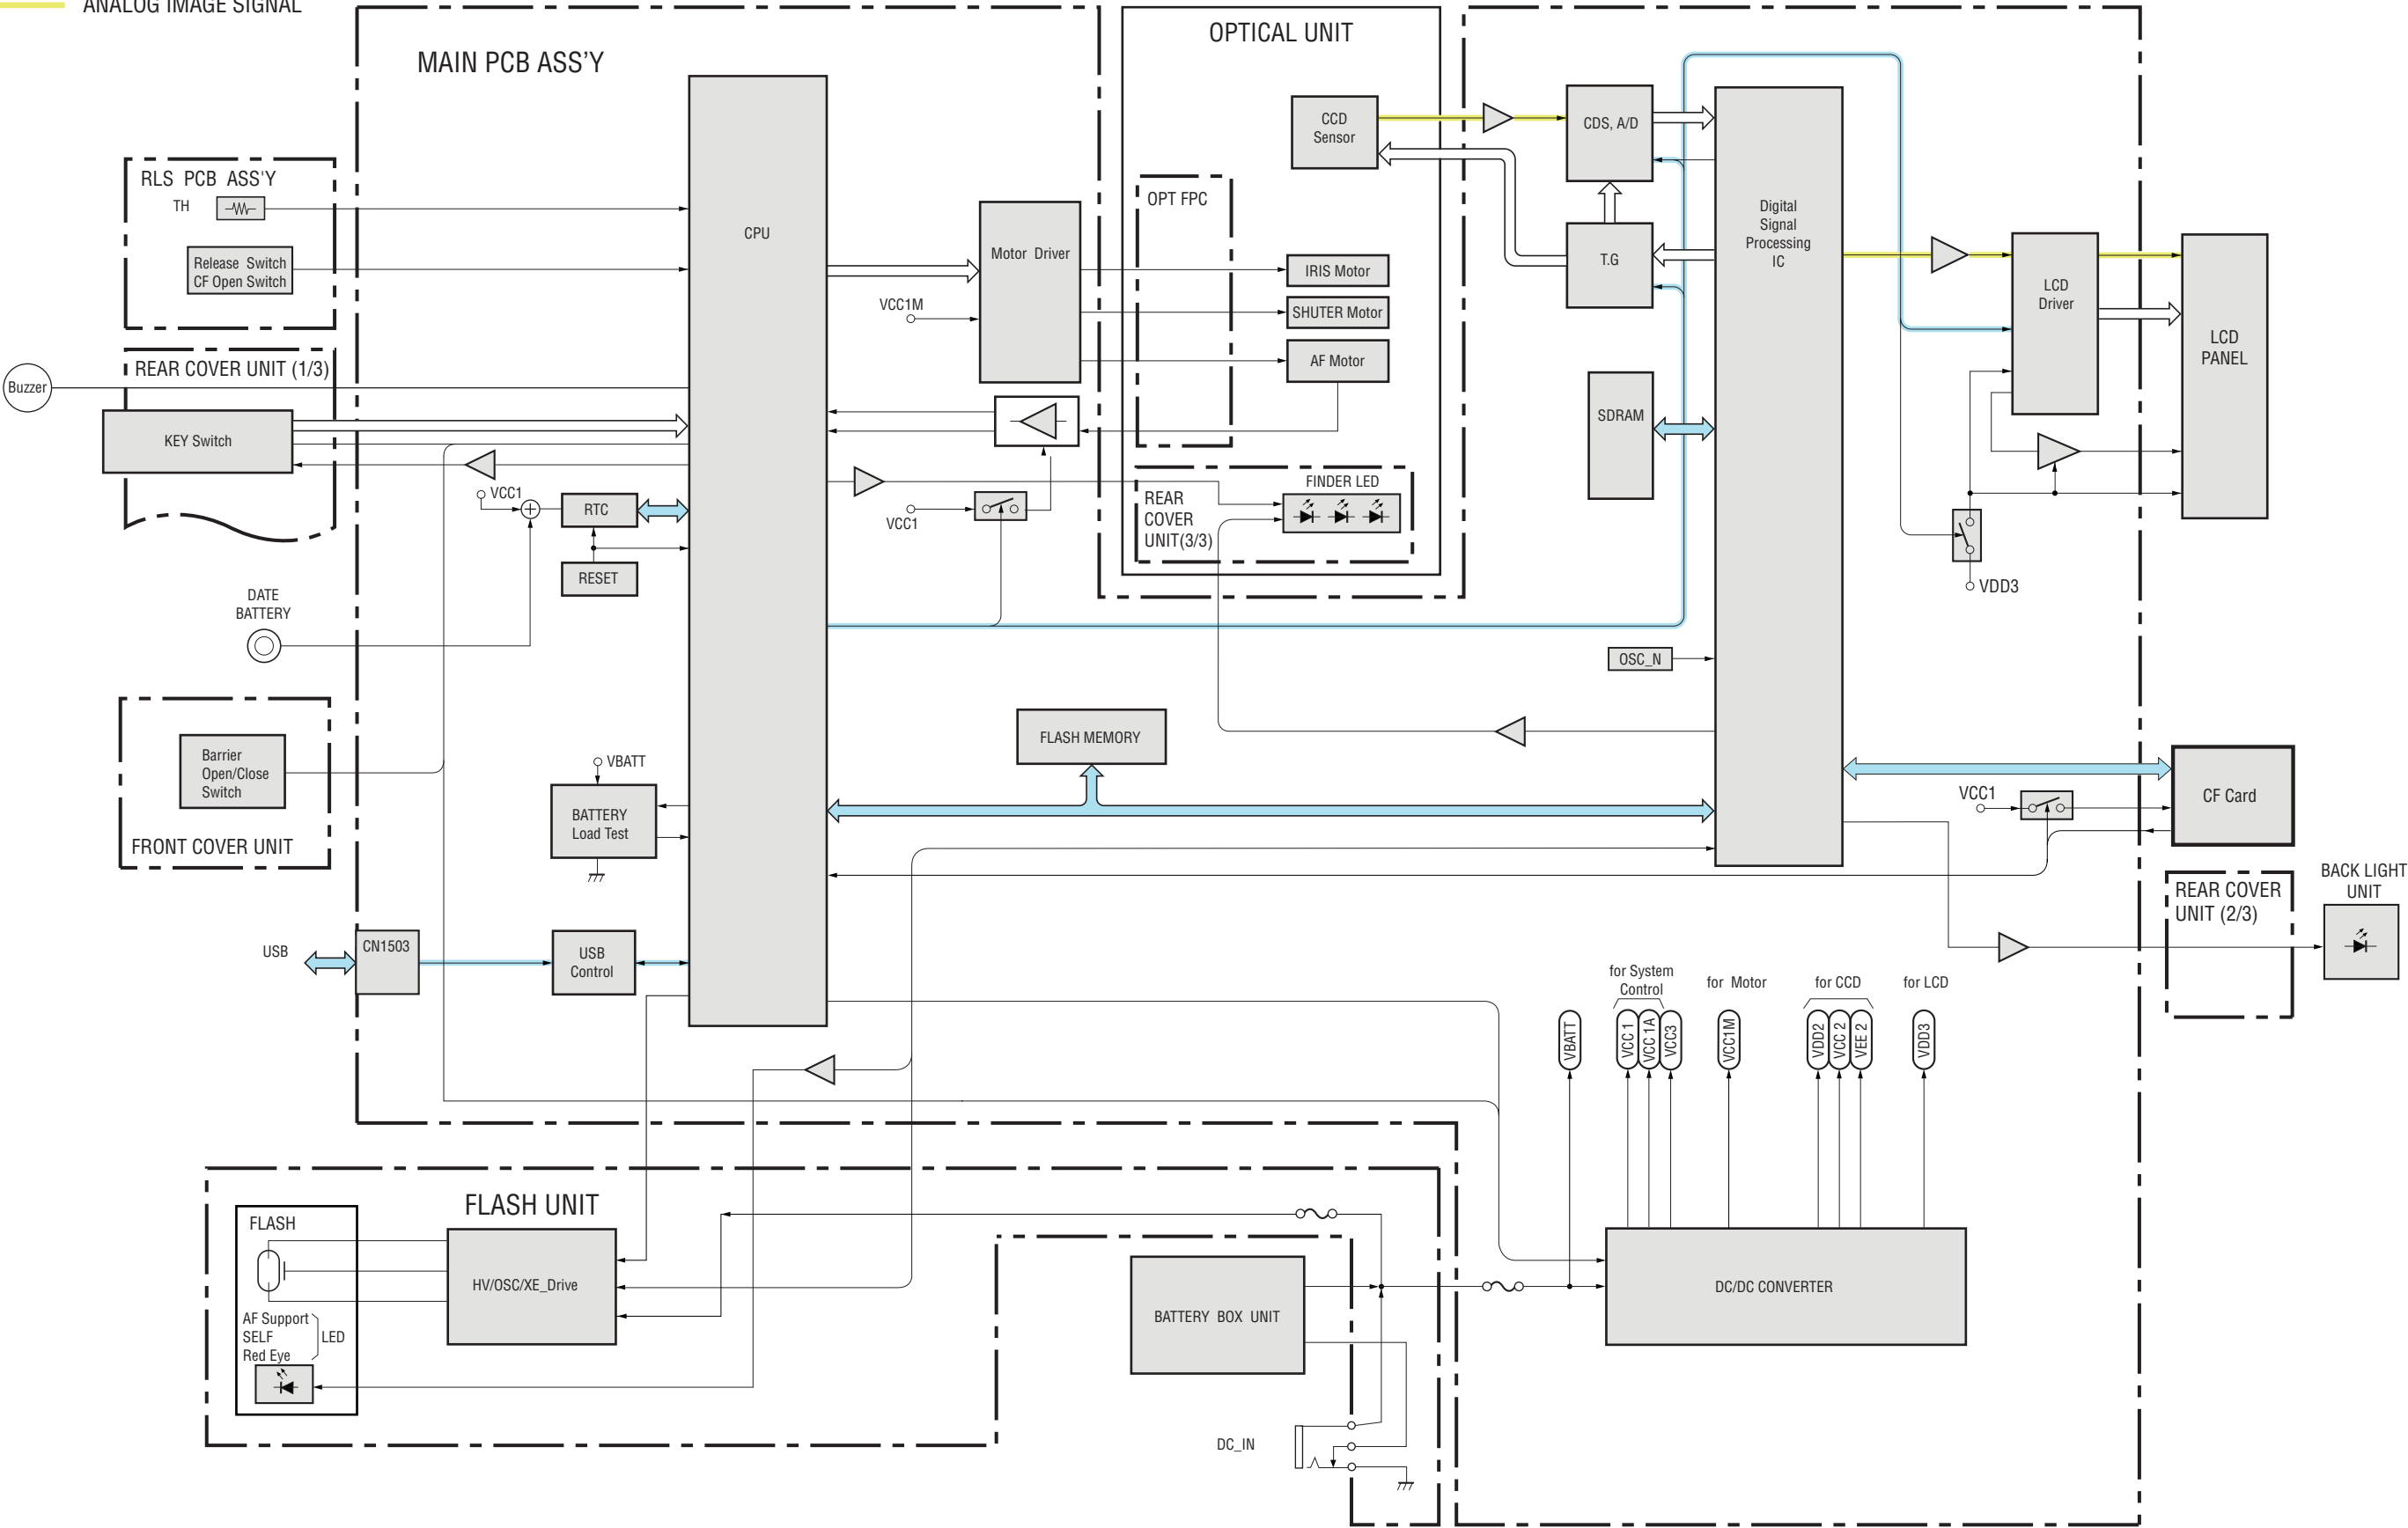 ANALOG IMAGE SIGNAL
MAIN PCB ASS'Y
OPTICAL UNIT
RLS PCB ASS'Y
TH
Release Switch
CF Open Switch
REAR COVER UNIT (1/3)
Buzzer
KEY Switch
VCC1
RTC
RESET
DATE
BATTERY
Barrier
Open/Close
Switch
FRONT COVER UNIT
VBATT
BATTERY
Load Test
USB
CN1503
USB
Control
CPU
Motor Driver
VCC1M
VCC1
OPT FPC
CCD
Sensor
IRIS Motor
SHUTER Motor
AF Motor
FINDER LED
REAR
COVER
UNIT(3/3)
CDS, A/D
T.G
SDRAM
OSC_N
Digital
Signal
Processing
IC
FLASH MEMORY
LCD
Driver
LCD
PANEL
VDD3
VCC1
CF Card
REAR COVER
UNIT (2/3)
BACK LIGHT
UNIT
for System
Control
for Motor
for CCD
for LCD
VBATT
VCC 1
VCC 1A
VCC3
VCC1M
VDD2
VCC 2
VEE 2
VDD3
DC/DC CONVERTER
FLASH UNIT
FLASH
HV/OSC/XE_Drive
AF Support
SELF
Red Eye
LED
BATTERY BOX UNIT
DC_IN